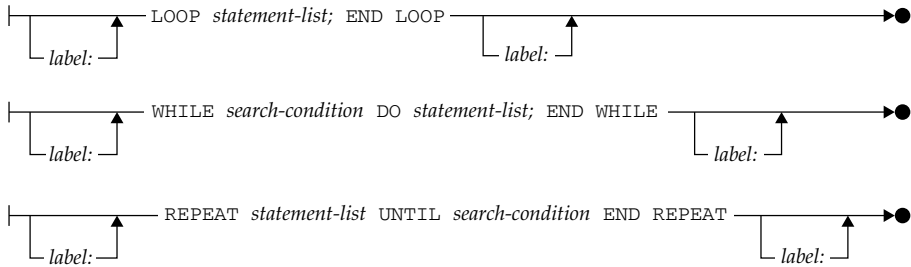 LOOP statement-list; END LOOP
label: label:
WHILE search-condition DO statement-list; END WHILE
label: label:
REPEAT statement-list UNTIL search-condition END REPEAT
label: label: